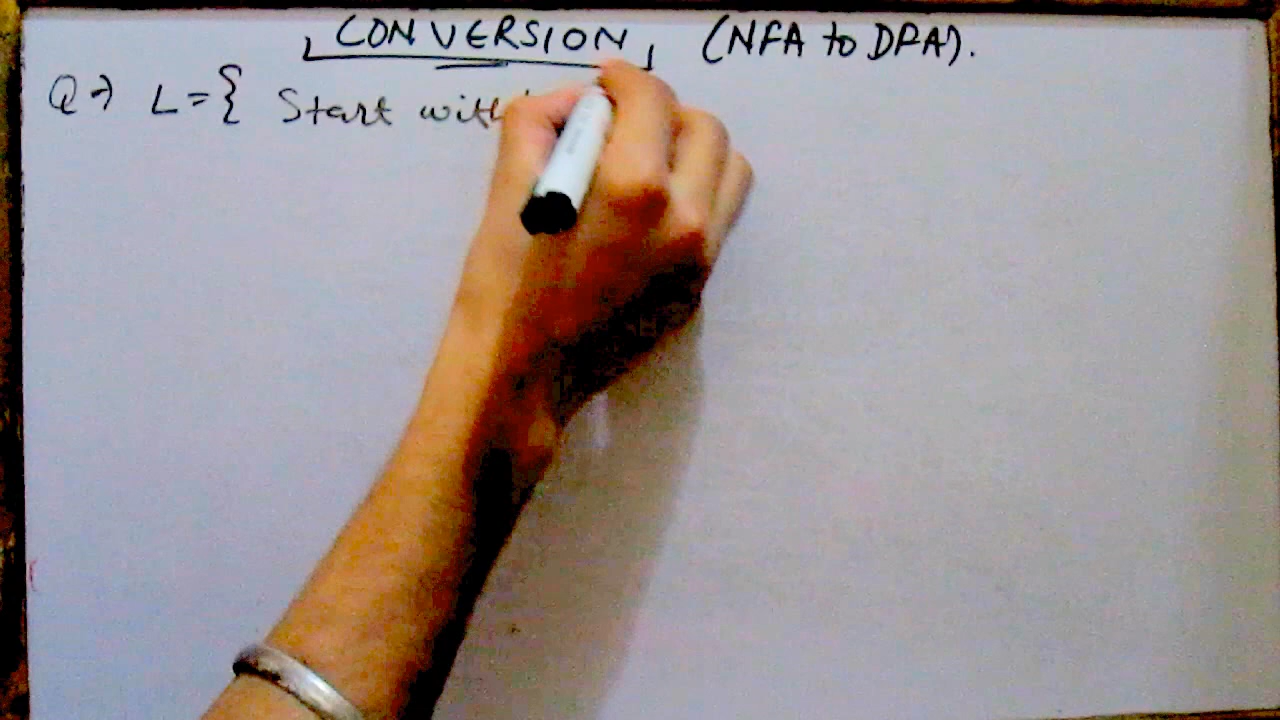 CONVERSION (NFA to DFA).
Q→ L={ Start with